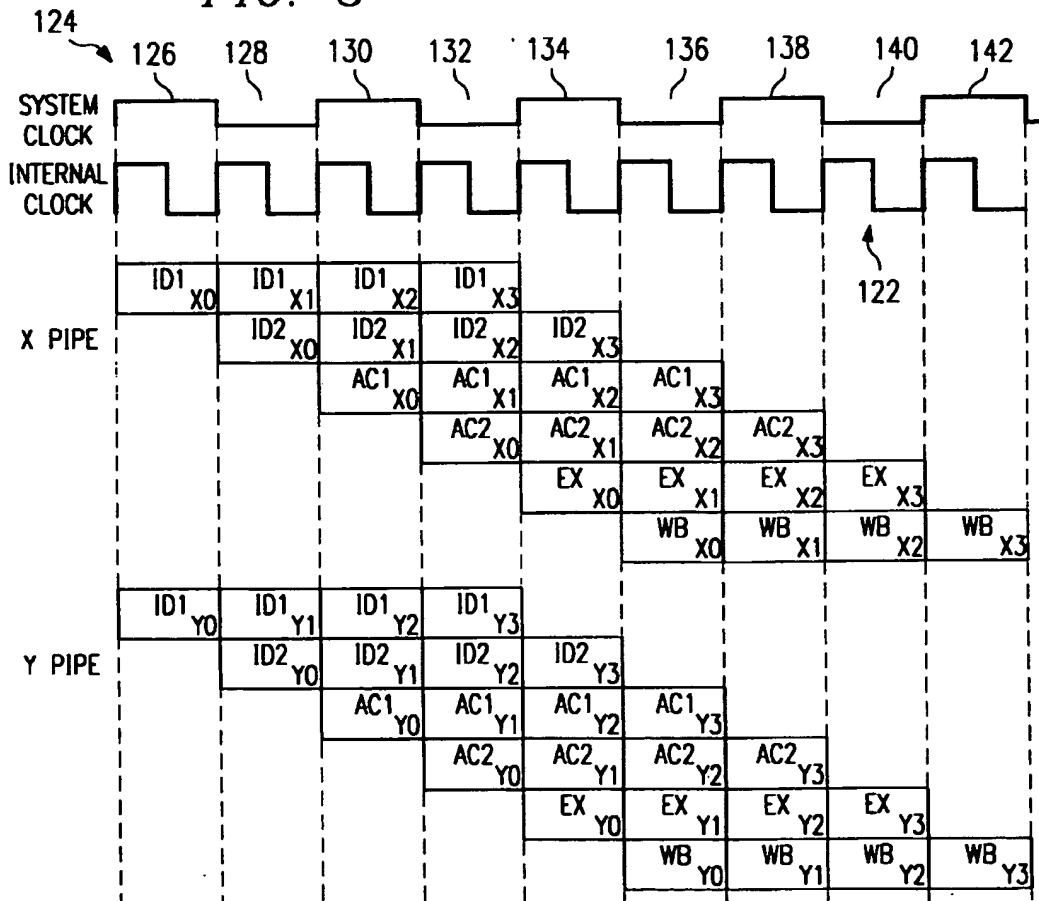 FIG. 3
124
126 128 130 132 134 136 138 140 142
SYSTEM
CLOCK
INTERNAL
CLOCK
122
X PIPE
ID1 X0 ID1 X1 ID1 X2 ID1 X3
ID2 X0 ID2 X1 ID2 X2 ID2 X3
AC1 X0 AC1 X1 AC1 X2 AC1 X3
AC2 X0 AC2 X1 AC2 X2 AC2 X3
EX X0 EX X1 EX X2 EX X3
WB X0 WB X1 WB X2 WB X3
Y PIPE
ID1 Y0 ID1 Y1 ID1 Y2 ID1 Y3
ID2 Y0 ID2 Y1 ID2 Y2 ID2 Y3
AC1 Y0 AC1 Y1 AC1 Y2 AC1 Y3
AC2 Y0 AC2 Y1 AC2 Y2 AC2 Y3
EX Y0 EX Y1 EX Y2 EX Y3
WB Y0 WB Y1 WB Y2 WB Y3